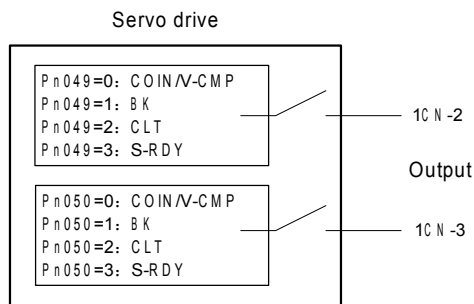 Servo drive
Pn049=0: COIN/V-CMP
Pn049=1: BK
Pn049=2: CLT
Pn049=3: S-RDY
1CN-2
Output
Pn050=0: COIN/V-CMP
Pn050=1: BK
Pn050=2: CLT
Pn050=3: S-RDY
1CN-3